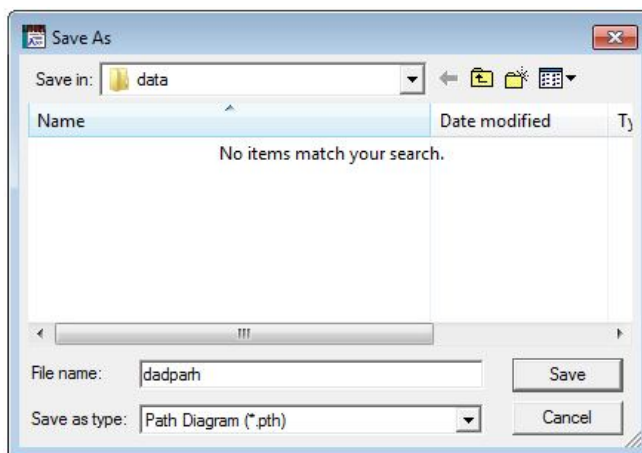 Save As
Save in: data
Name Date modified Ty
No items match your search.
File name: dadparh Save
Save as type: Path Diagram (*.pth) Cancel